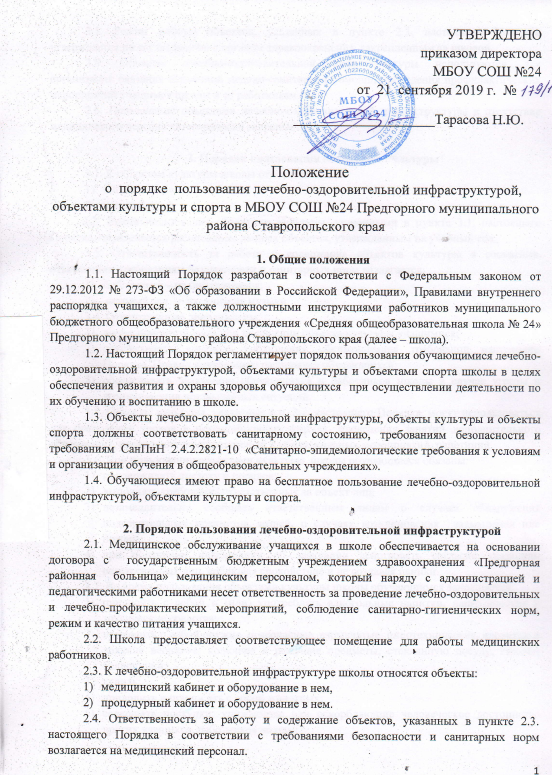 УТВЕРЖДЕНО
приказом директора
МБОУ СОШ №24
от 21 сентября 2019 г. № 179/1
МБОУ
СОШ №24
Тарасова Н.Ю.
Положение
о порядке пользования лечебно-оздоровительной инфраструктурой,
объектами культуры и спорта в МБОУ СОШ №24 Предгорного муниципального
района Ставропольского края
1. Общие положения
1.1. Настоящий Порядок разработан в соответствии с Федеральным законом от
29.12.2012 № 273-ФЗ «Об образовании в Российской Федерации», Правилами внутреннего
распорядка учащихся, а также должностными инструкциями работников муниципального
бюджетного общеобразовательного учреждения «Средняя общеобразовательная школа № 24»
Предгорного муниципального района Ставропольского края (далее – школа).
1.2. Настоящий Порядок регламентирует порядок пользования обучающимися лечебно-
оздоровительной инфраструктурой, объектами культуры и объектами спорта школы в целях
обеспечения развития и охраны здоровья обучающихся при осуществлении деятельности по
их обучению и воспитанию в школе.
1.3. Объекты лечебно-оздоровительной инфраструктуры, объекты культуры и объекты
спорта должны соответствовать санитарному состоянию, требованиям безопасности и
требованиям СанПиН 2.4.2.2821-10 «Санитарно-эпидемиологические требования к условиям
и организации обучения в общеобразовательных учреждениях».
1.4. Обучающиеся имеют право на бесплатное пользование лечебно-оздоровительной
инфраструктурой, объектами культуры и спорта.
2. Порядок пользования лечебно-оздоровительной инфраструктурой
2.1. Медицинское обслуживание учащихся в школе обеспечивается на основании
договора с государственным бюджетным учреждением здравоохранения «Предгорная
районная больница» медицинским персоналом, который наряду с администрацией и
педагогическими работниками несет ответственность за проведение лечебно-оздоровительных
и лечебно-профилактических мероприятий, соблюдение санитарно-гигиенических норм,
режим и качество питания учащихся.
2.2. Школа предоставляет соответствующее помещение для работы медицинских
работников.
2.3. К лечебно-оздоровительной инфраструктуре школы относятся объекты:
1) медицинский кабинет и оборудование в нем,
2) процедурный кабинет и оборудование в нем.
2.4. Ответственность за работу и содержание объектов, указанных в пункте 2.3.
настоящего Порядка в соответствии с требованиями безопасности и санитарных норм
возлагается на медицинский персонал.
1